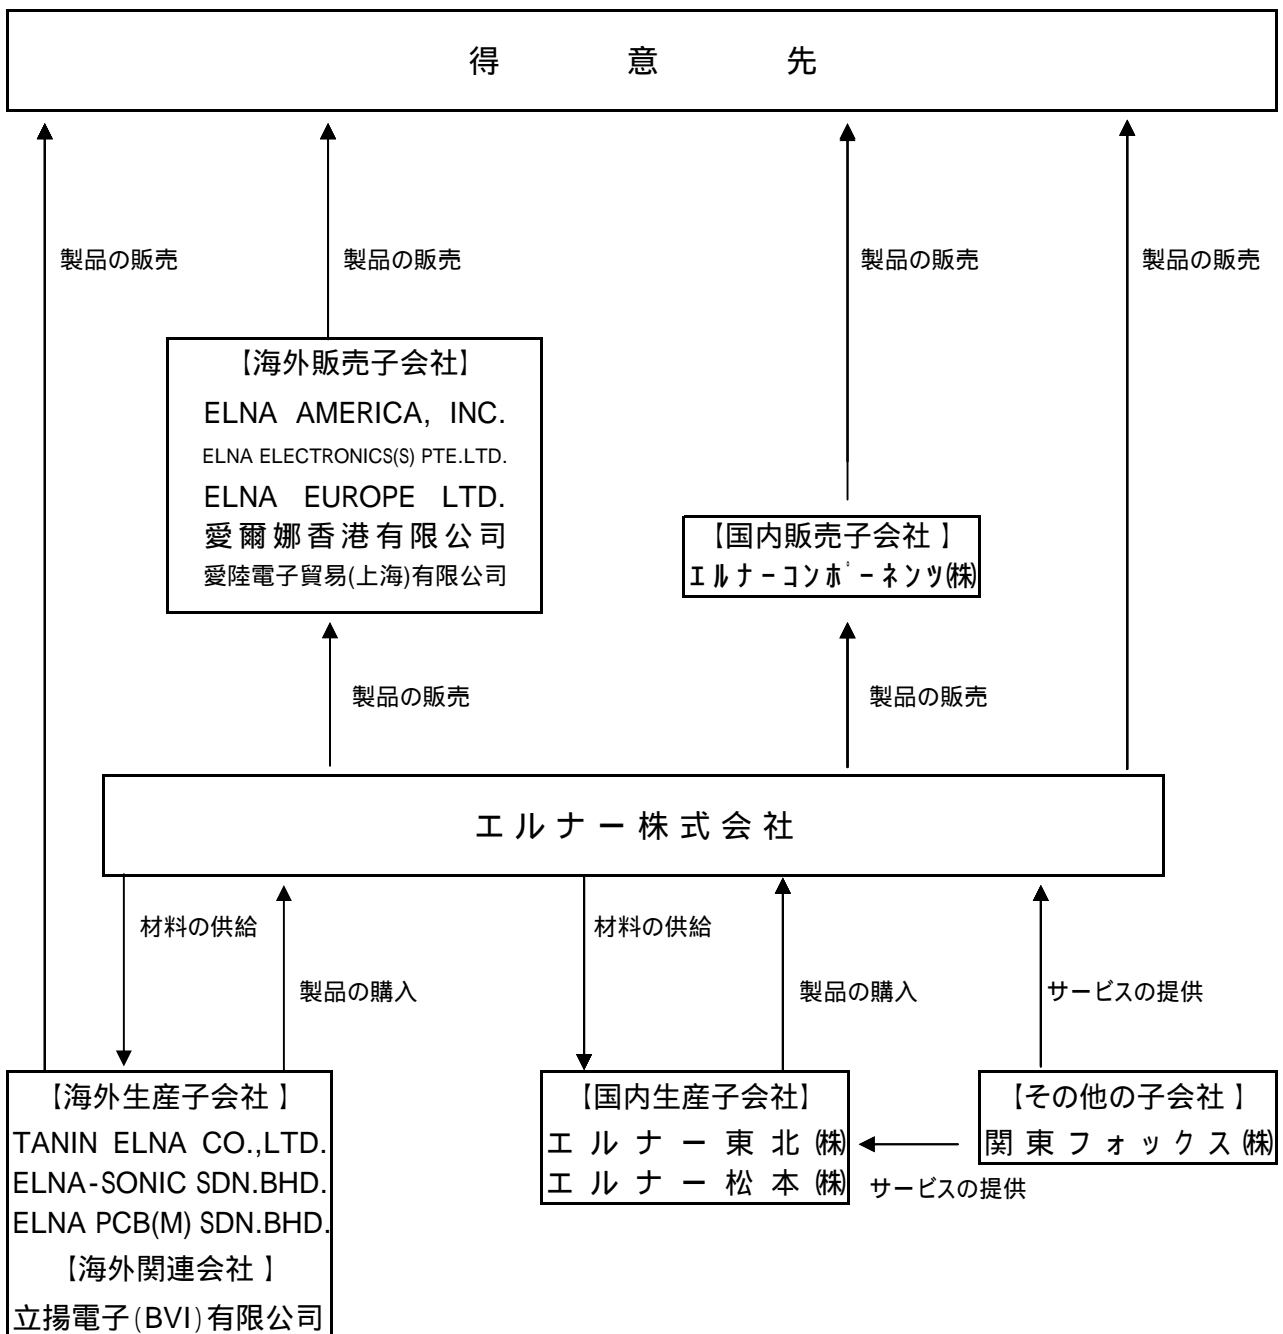 得意先
製品の販売
製品の販売
製品の販売
製品の販売
【海外販売子会社】
ELNA AMERICA, INC.
ELNA ELECTRONICS(S) PTE.LTD.
ELNA EUROPE LTD.
愛爾娜香港有限公司
愛陸電子貿易(上海)有限公司
【国内販売子会社】
エルナーコンポーネンツ㈱
製品の販売
製品の販売
エルナー株式会社
材料の供給
製品の購入
材料の供給
製品の購入
サービスの提供
【海外生産子会社】
TANIN ELNA CO.,LTD.
ELNA-SONIC SDN.BHD.
ELNA PCB(M) SDN.BHD.
【海外関連会社】
立揚電子(BVI)有限公司
【国内生産子会社】
エルナー東北㈱
エルナー松本㈱
サービスの提供
【その他の子会社】
関東フォックス㈱